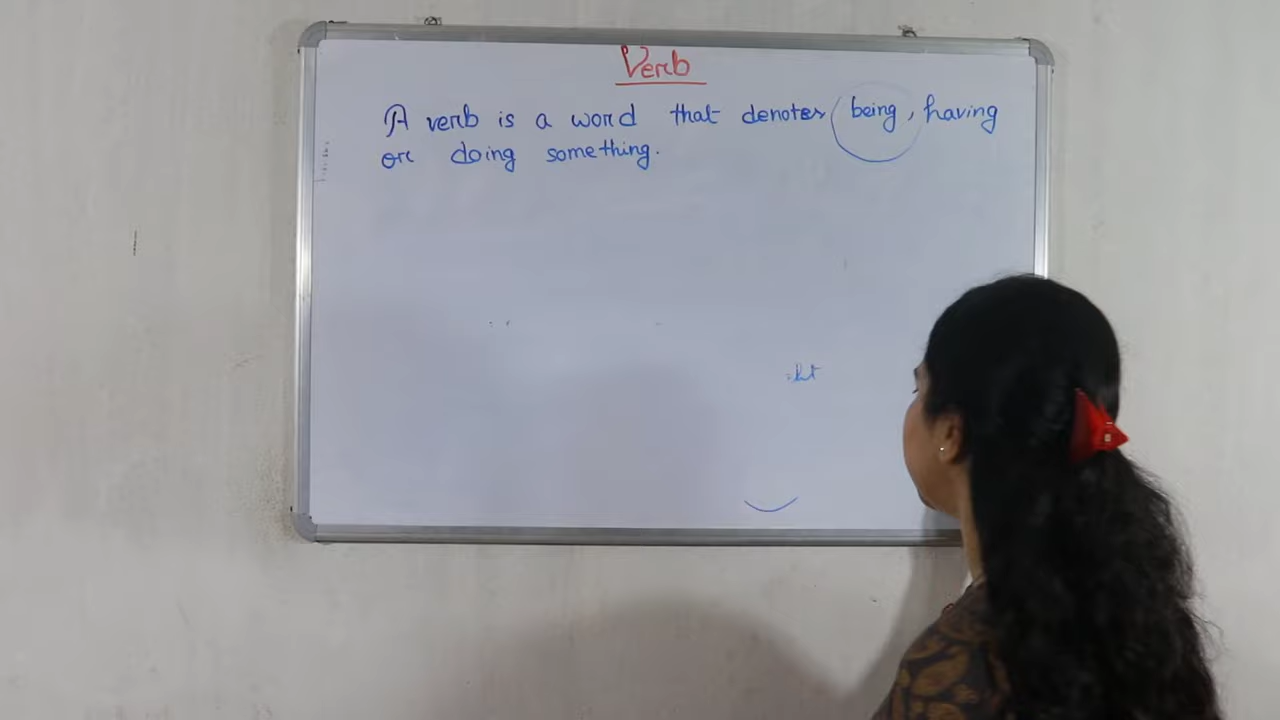 Verb
A verb is a word that denotes being, having
or doing something.